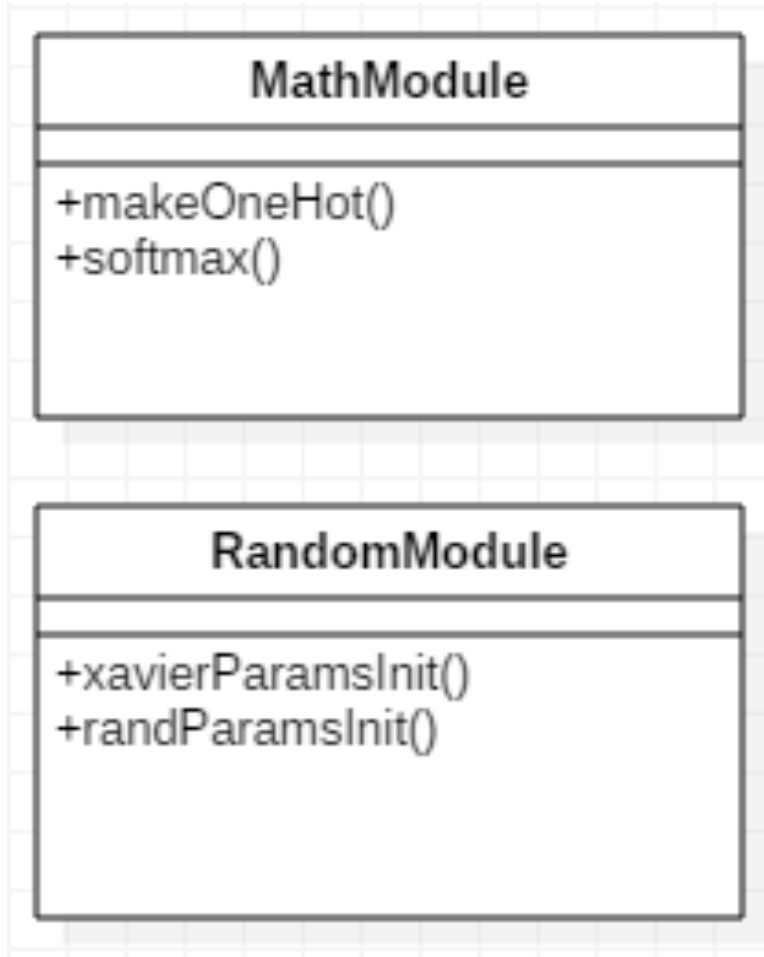 MathModule
+makeOneHot()
+softmax()
RandomModule
+xavierParamsInit()
+randParamsInit()